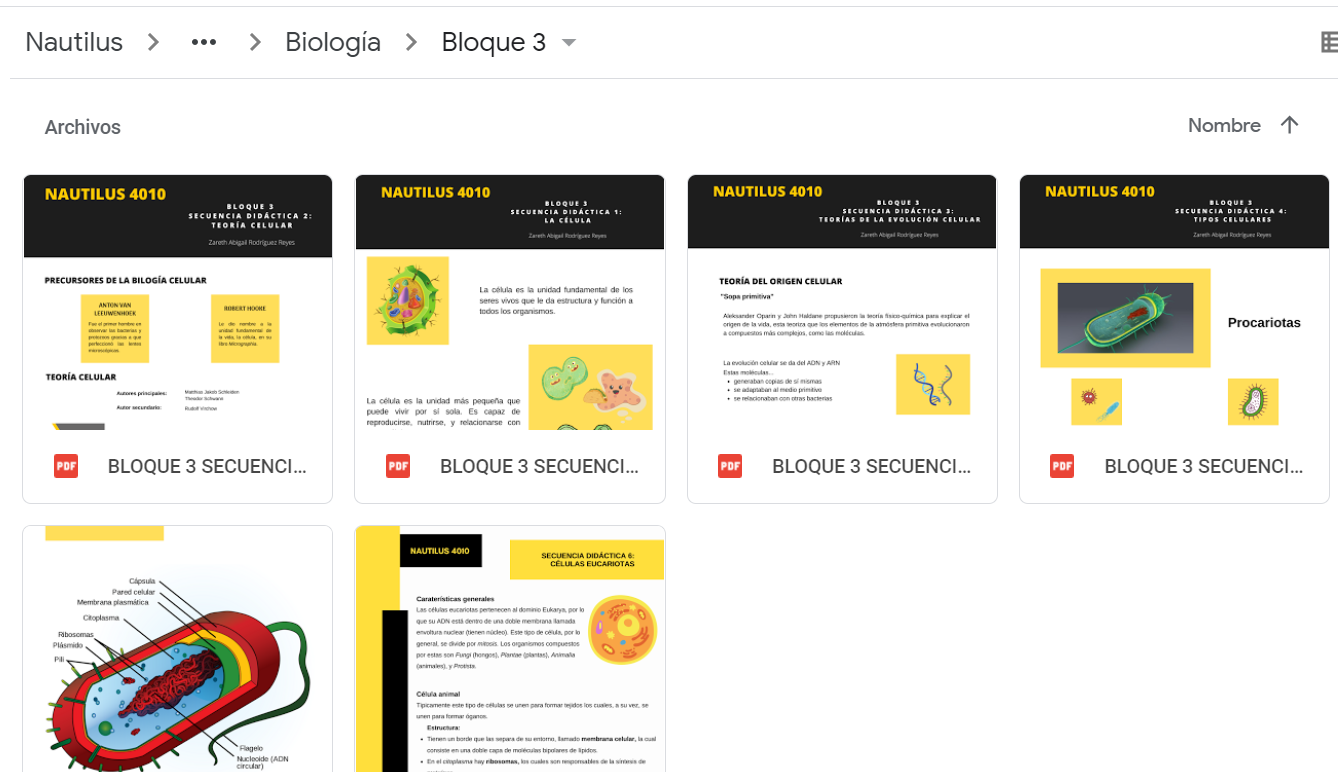 Nautilus > ••• > Biología > Bloque 3
Archivos
Nombre
NAUTILUS 4010
BLOQUE 3
SECUENCIA DIDÁCTICA 2:
TEORÍA CELULAR
Zareth Abigail Rodríguez Reyes
PRECURSORES DE LA BILOGÍA CELULAR
ANTON VAN
LEEUWENHOEK
Fue el primer hombre en
observar las bacterias y
protozoos gracias a que
perfeccionó las lentes
microscópicas.
ROBERT HOOKE
Le dio nombre a la
unidad fundamental de
la vida, la célula, en su
libro Micrographia.
TEORÍA CELULAR
Autores principales:
Matthias Jakob Schleiden
Theodor Schwann
Autor secundario:
Rudolf Virchow
PDF
BLOQUE 3 SECUENCI...
NAUTILUS 4010
BLOQUE 3
SECUENCIA DIDÁCTICA 1:
LA CÉLULA
Zareth Abigail Rodríguez Reyes
La célula es la unidad fundamental de los
seres vivos que le da estructura y función a
todos los organismos.
La célula es la unidad más pequeña que
puede vivir por sí sola. Es capaz de
reproducirse, nutrirse, y relacionarse con
PDF
BLOQUE 3 SECUENCI...
NAUTILUS 4010
BLOQUE 3
SECUENCIA DIDÁCTICA 3:
TEORÍAS DE LA EVOLUCIÓN CELULAR
Zareth Abigail Rodríguez Reyes
TEORÍA DEL ORIGEN CELULAR
"Sopa primitiva"
Aleksander Oparin y John Haldane propusieron la teoría físico-química para explicar el
origen de la vida, esta teoriza que los elementos de la atmósfera primitiva evolucionaron
a compuestos más complejos, como las moléculas.
La evolución celular se da del ADN y ARN
Estas moléculas...
• generaban copias de sí mismas
• se adaptaban al medio primitivo
• se relacionaban con otras bacterias
PDF
BLOQUE 3 SECUENCI...
NAUTILUS 4010
BLOQUE 3
SECUENCIA DIDÁCTICA 4:
TIPOS CELULARES
Zareth Abigail Rodríguez Reyes
Procariotas
PDF
BLOQUE 3 SECUENCI...
Cápsula
Pared celular
Membrana plasmática
Citoplasma
Ribosomas
Plásmido
Pili
Flagelo
Nucleoide (ADN
circular)
NAUTILUS 4010
SECUENCIA DIDÁCTICA 6:
CÉLULAS EUCARIOTAS
Caraterísticas generales
Las células eucariotas pertenecen al dominio Eukarya, por lo
que su ADN está dentro de una doble membrana llamada
envoltura nuclear (tienen núcleo). Este tipo de célula, por lo
general, se divide por mitosis. Los organismos compuestos
por estas son Fungi (hongos), Plantae (plantas), Animalia
(animales), y Protista.
Célula animal
Típicamente este tipo de células se unen para formar tejidos los cuales, a su vez, se
unen para formar óganos.
Estructura:
• Tienen un borde que las separa de su entorno, llamado membrana celular, la cual
consiste en una doble capa de moléculas bipolares de lípidos.
• En el citoplasma hay ribosomas, los cuales son responsables de la síntesis de